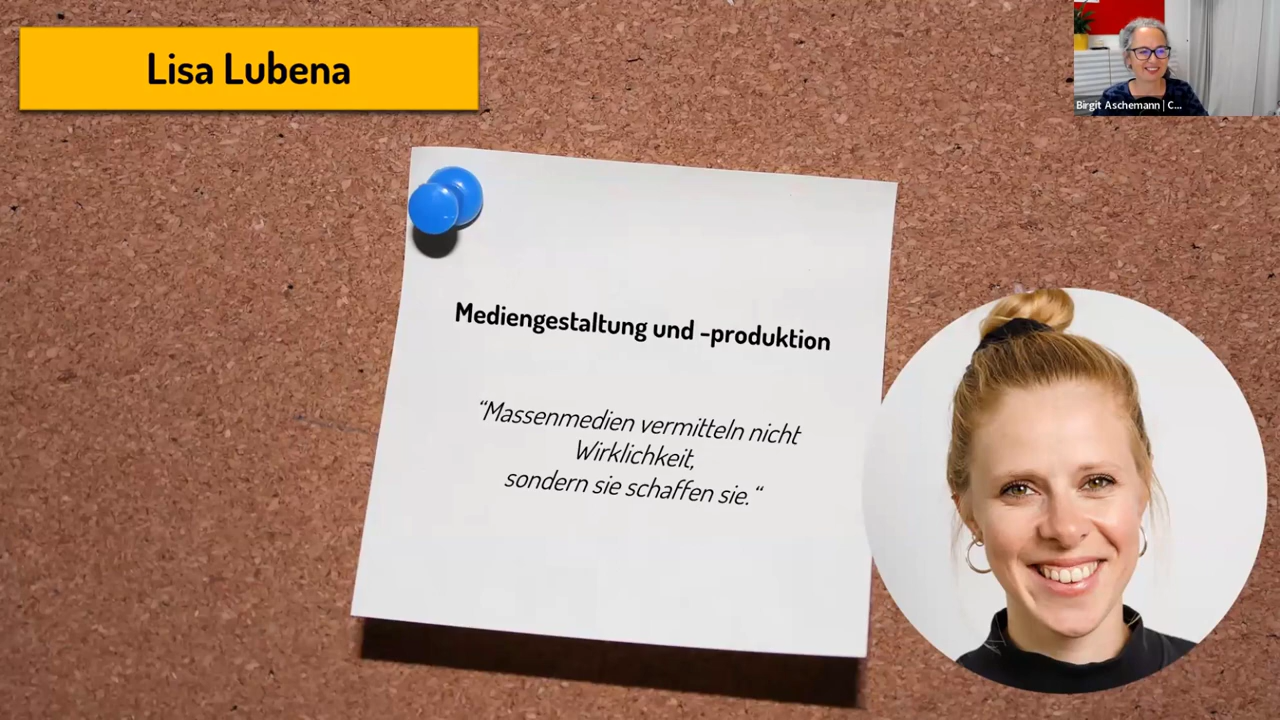 Lisa Lubena
Birgit Aschemann | C...
Mediengestaltung und -produktion
“Massenmedien vermitteln nicht
Wirklichkeit,
sondern sie schaffen sie.“